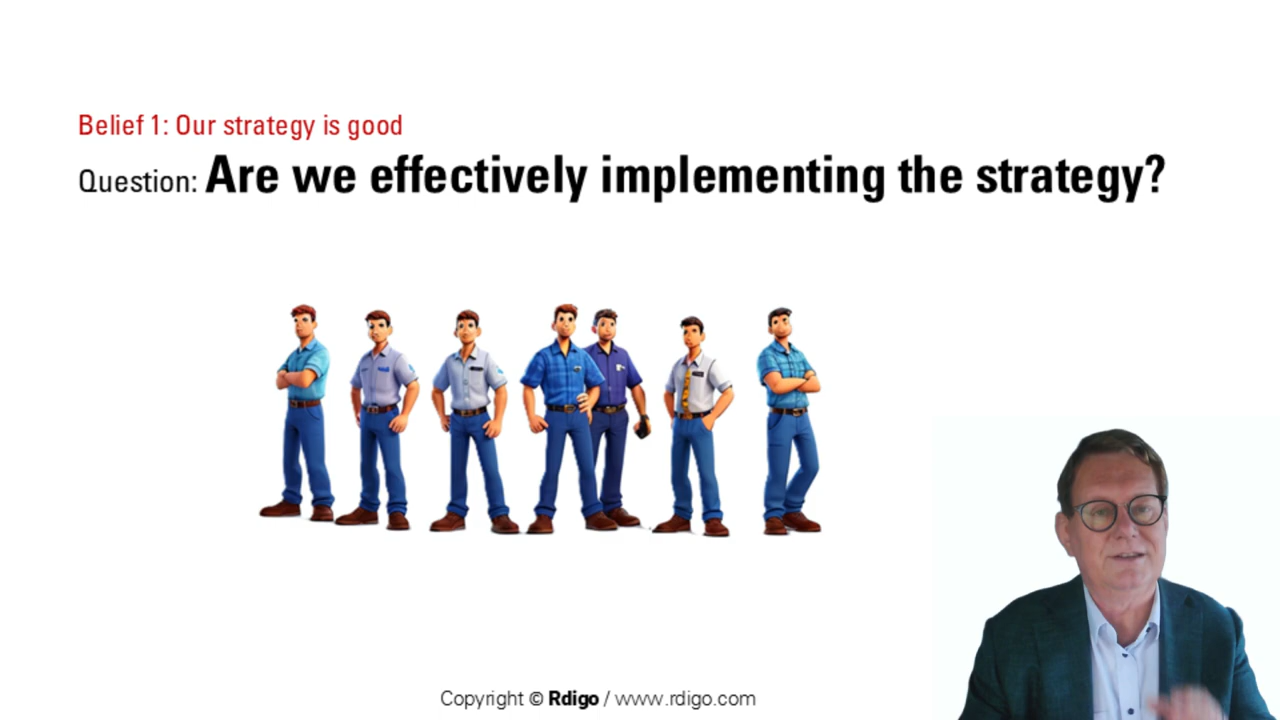 Belief 1: Our strategy is good
Question: Are we effectively implementing the strategy?
Copyright © Rdigo / www.rdigo.com